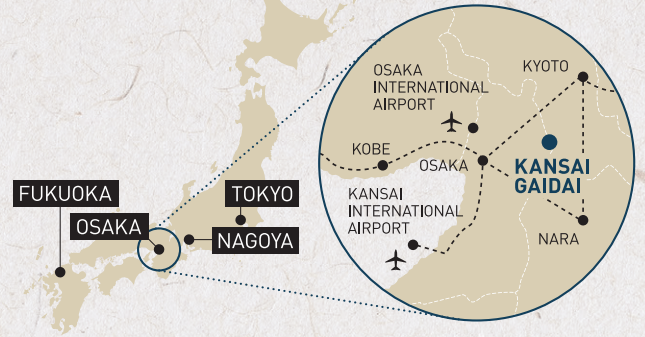 FUKUOKA
OSAKA
TOKYO
NAGOYA
OSAKA
INTERNATIONAL
AIRPORT
KYOTO
KOBE
OSAKA
KANSAI
GAIDAI
KANSAI
INTERNATIONAL
AIRPORT
NARA